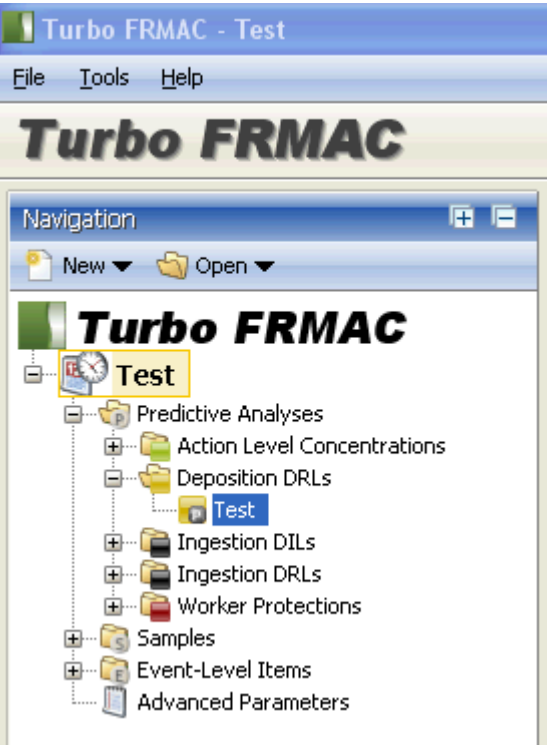 Turbo FRMAC - Test
File Tools Help
Turbo FRMAC
Navigation
New Open
Turbo FRMAC
Test
Predictive Analyses
Action Level Concentrations
Deposition DRLs
Test
Ingestion DILs
Ingestion DRLs
Worker Protections
Samples
Event-Level Items
Advanced Parameters